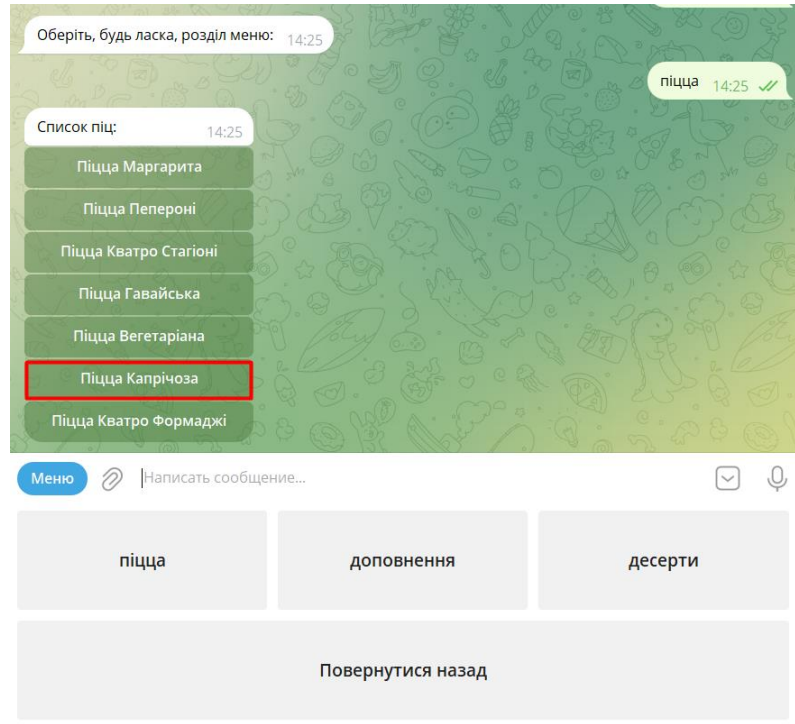 Оберіть, будь ласка, розділ меню: 14:25
піцца 14:25
Список піц: 14:25
Піцца Маргарита
Піцца Пепероні
Піцца Кватро Стагіоні
Піцца Гавайська
Піцца Вегетаріана
Піцца Капрічоза
Піцца Кватро Формаджі
Меню Написать сообщение...
піцца доповнення десерти
Повернутися назад